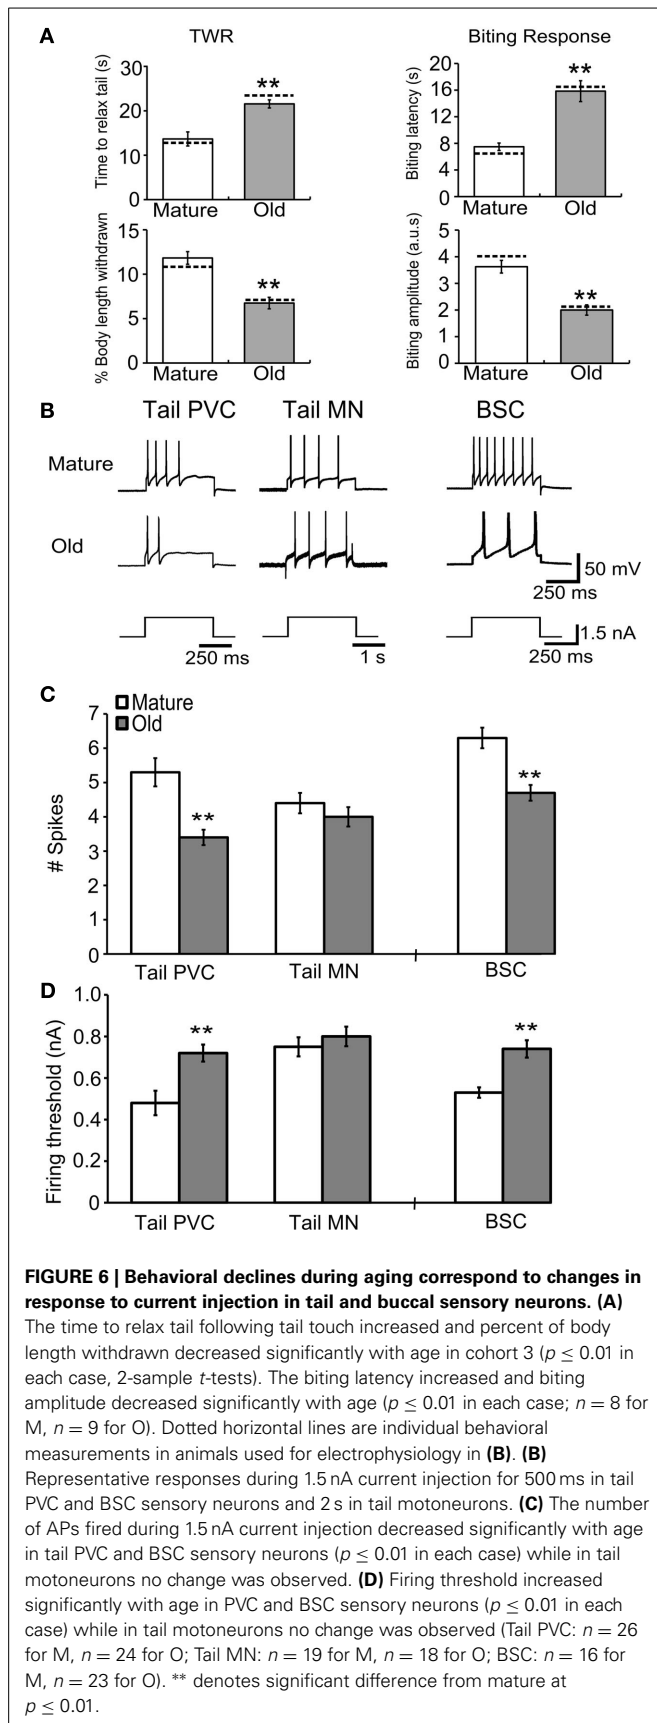 A
TWR
Biting Response
Time to relax tail (s)
30
20
10
0
**
Mature
Old
Biting latency (s)
20
16
12
8
4
0
**
Mature
Old
% Body length withdrawn
15
10
5
0
**
Mature
Old
Biting amplitude (a.u.s)
5
4
3
2
1
0
**
Mature
Old
B
Tail PVC
Tail MN
BSC
Mature
Old
50 mV
250 ms
1.5 nA
250 ms
1 s
250 ms
C
Mature
Old
# Spikes
7
6
5
4
3
2
1
0
**
**
Tail PVC
Tail MN
BSC
D
Firing threshold (nA)
1.0
0.8
0.6
0.4
0.2
0
**
**
Tail PVC
Tail MN
BSC
FIGURE 6 | Behavioral declines during aging correspond to changes in
response to current injection in tail and buccal sensory neurons. (A)
The time to relax tail following tail touch increased and percent of body
length withdrawn decreased significantly with age in cohort 3 (p ≤ 0.01 in
each case, 2-sample t-tests). The biting latency increased and biting
amplitude decreased significantly with age (p ≤ 0.01 in each case; n = 8 for
M, n = 9 for O). Dotted horizontal lines are individual behavioral
measurements in animals used for electrophysiology in (B). (B)
Representative responses during 1.5 nA current injection for 500 ms in tail
PVC and BSC sensory neurons and 2 s in tail motoneurons. (C) The number
of APs fired during 1.5 nA current injection decreased significantly with age
in tail PVC and BSC sensory neurons (p ≤ 0.01 in each case) while in tail
motoneurons no change was observed. (D) Firing threshold increased
significantly with age in PVC and BSC sensory neurons (p ≤ 0.01 in each
case) while in tail motoneurons no change was observed (Tail PVC: n = 26
for M, n = 24 for O; Tail MN: n = 19 for M, n = 18 for O; BSC: n = 16 for
M, n = 23 for O). ** denotes significant difference from mature at
p ≤ 0.01.